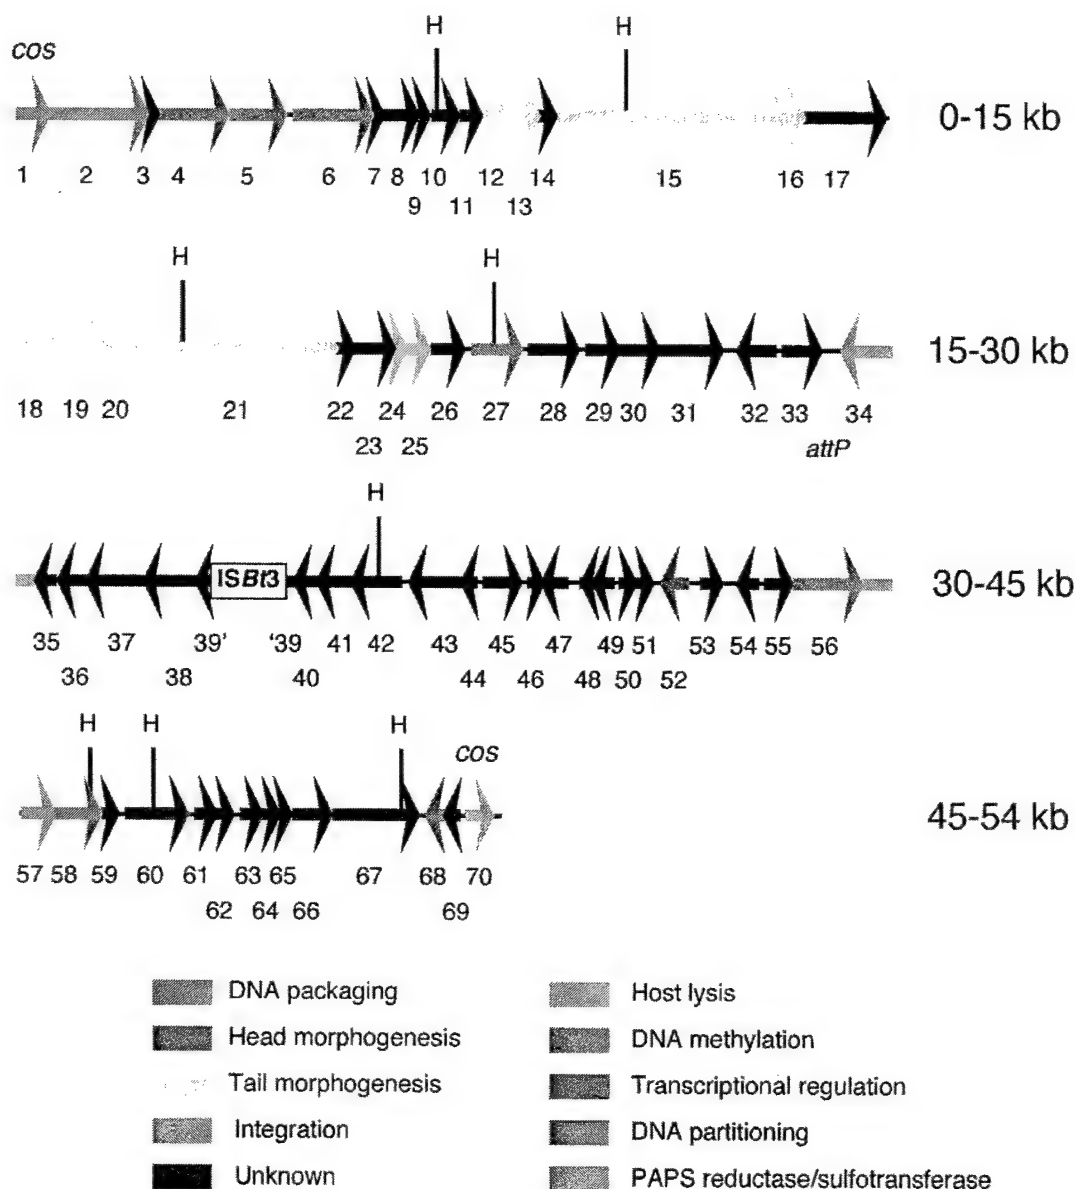 H H
cos
0-15 kb
1 2 3 4 5 6 7 8 10 12 14 15 16 17
9 11 13
H H
15-30 kb
18 19 20 21 22 24 26 27 28 29 30 31 32 33 34
23 25 attP
H
ISBt3
30-45 kb
35 37 39' '39 41 42 43 45 47 49 51 53 54 55 56
36 38 40 44 46 48 50 52
H H H
cos
45-54 kb
57 58 59 60 61 63 65 67 68 70
62 64 66 69
DNA packaging
Head morphogenesis
Tail morphogenesis
Integration
Unknown
Host lysis
DNA methylation
Transcriptional regulation
DNA partitioning
PAPS reductase/sulfotransferase